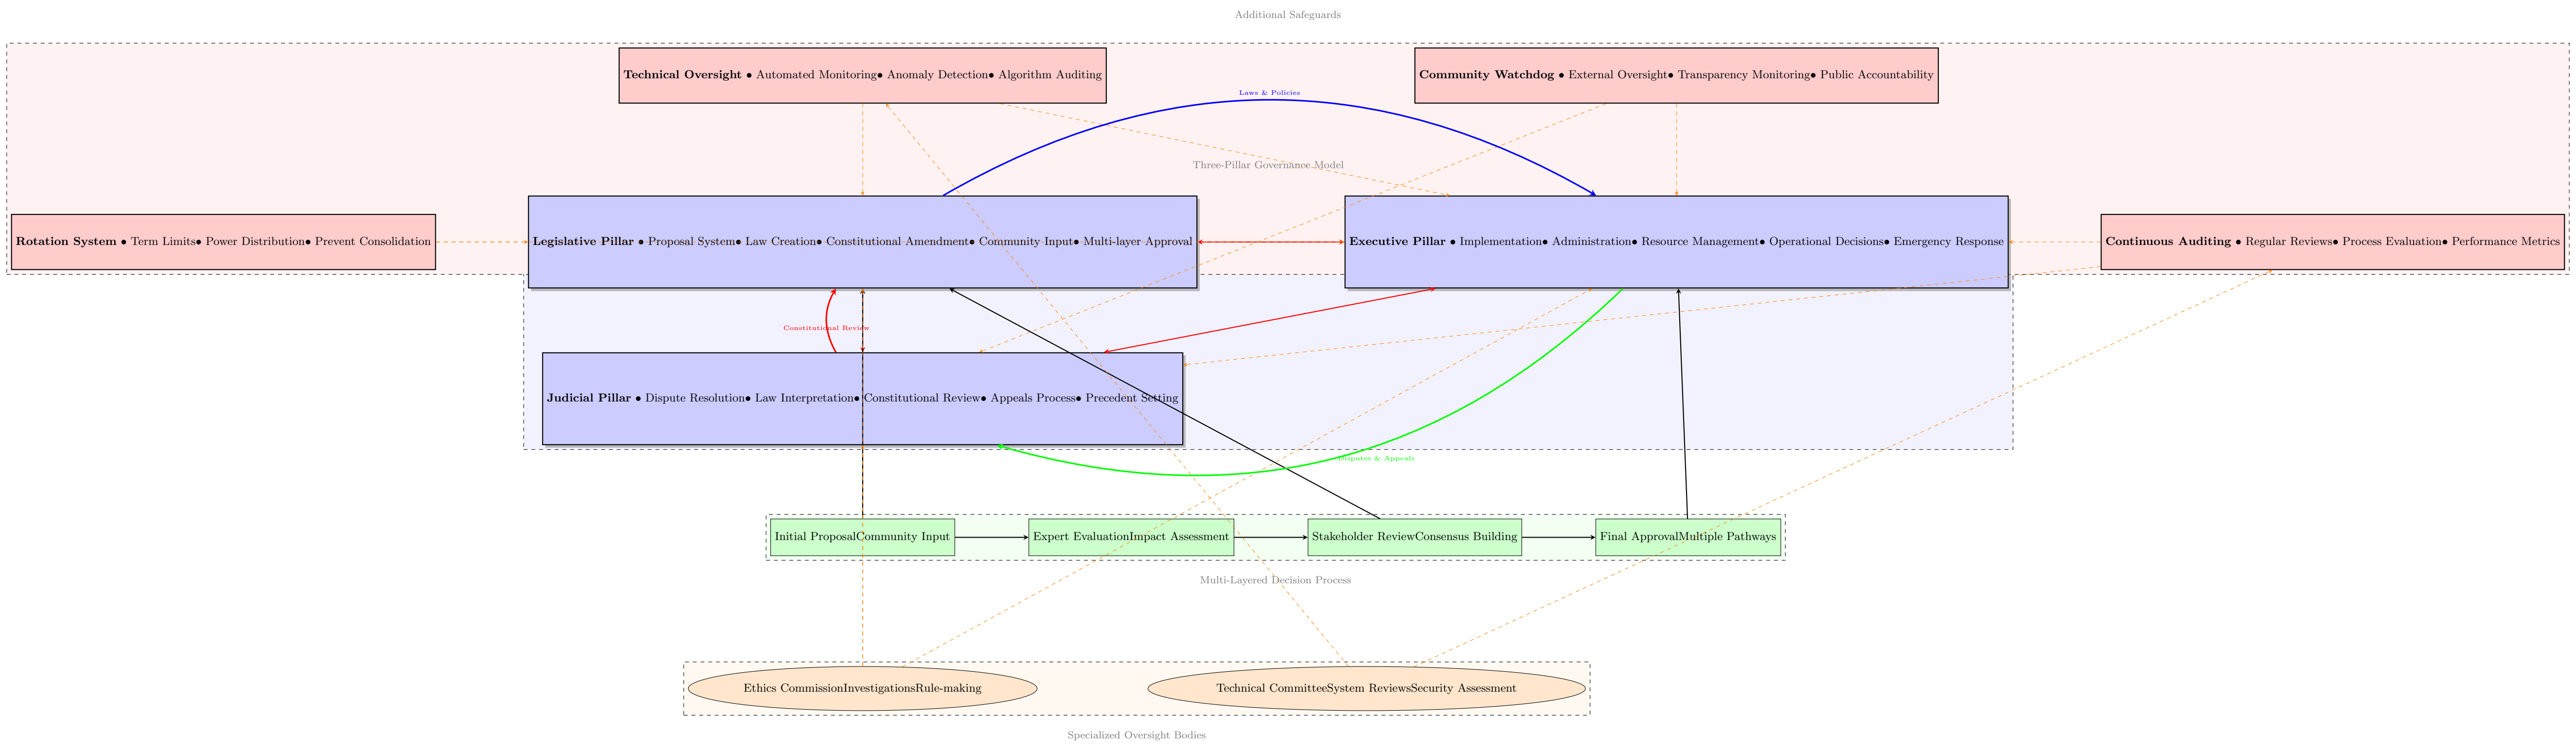 Additional Safeguards
Technical Oversight ● Automated Monitoring● Anomaly Detection● Algorithm Auditing
Community Watchdog ● External Oversight● Transparency Monitoring● Public Accountability
Laws & Policies
Three-Pillar Governance Model
Rotation System ● Term Limits● Power Distribution● Prevent Consolidation
Legislative Pillar ● Proposal System● Law Creation● Constitutional Amendment● Community Input● Multi-layer Approval
Executive Pillar ● Implementation● Administration● Resource Management● Operational Decisions● Emergency Response
Continuous Auditing ● Regular Reviews● Process Evaluation● Performance Metrics
Constitutional Review
Judicial Pillar ● Dispute Resolution● Law Interpretation● Constitutional Review● Appeals Process● Precedent Setting
Disputes & Appeals
Initial ProposalCommunity Input
Expert EvaluationImpact Assessment
Stakeholder ReviewConsensus Building
Final ApprovalMultiple Pathways
Multi-Layered Decision Process
Ethics CommissionInvestigationsRule-making
Technical CommitteeSystem ReviewsSecurity Assessment
Specialized Oversight Bodies